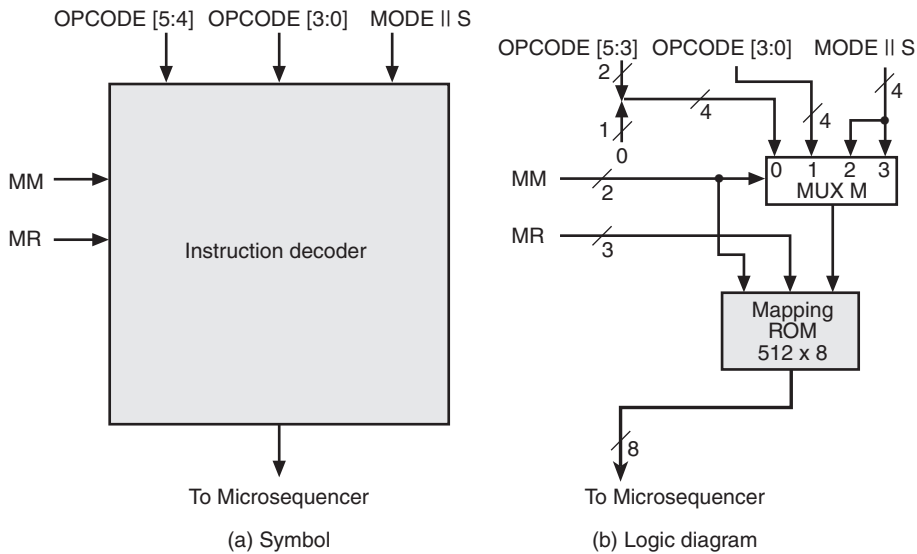 OPCODE [5:4] OPCODE [3:0] MODE || S
MM
MR
Instruction decoder
To Microsequencer
(a) Symbol
OPCODE [5:3] OPCODE [3:0] MODE || S
2
4
4
4
1
0
MM
2
0 1 2 3
MUX M
MR
3
Mapping
ROM
512 x 8
8
To Microsequencer
(b) Logic diagram